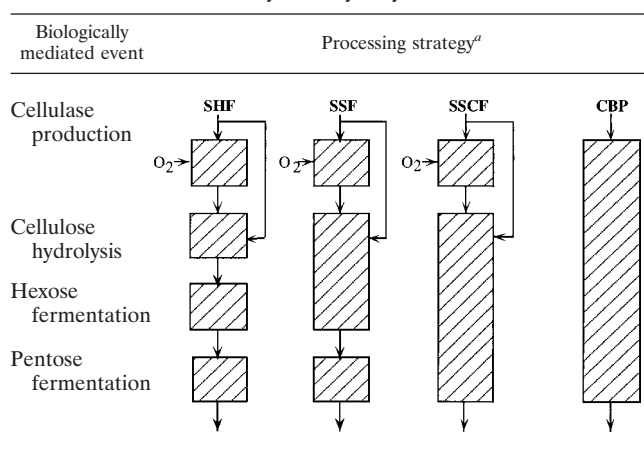 Biologically
mediated event
Processing strategy^a
Cellulase
production
SHF SSF SSCF CBP
O2 O2 O2
Cellulose
hydrolysis
Hexose
fermentation
Pentose
fermentation